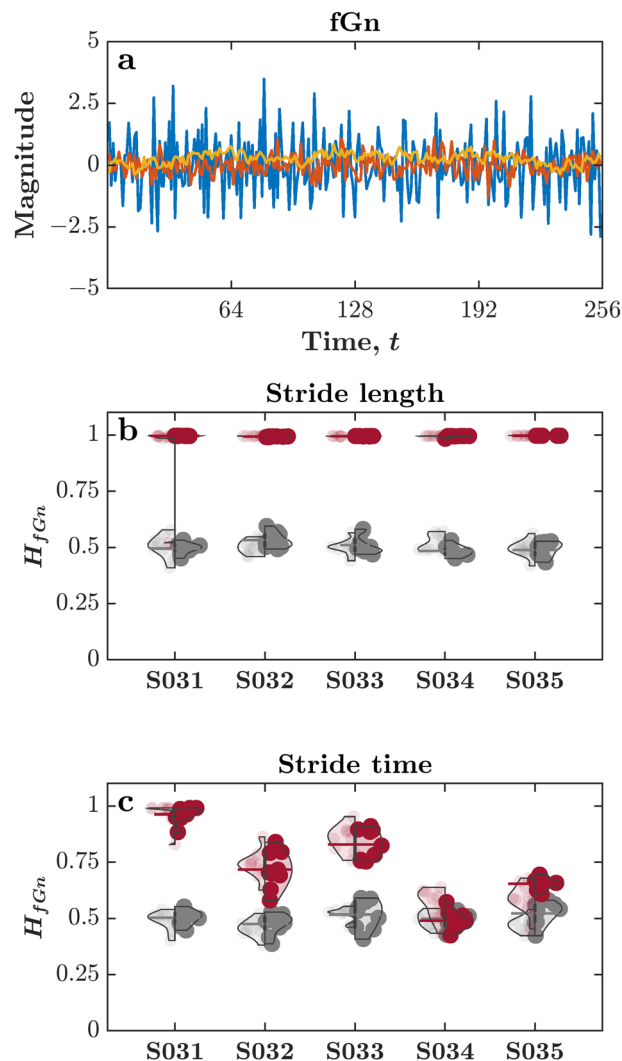 fGn
a
5
2.5
0
−2.5
−5
Magnitude
64 128 192 256
Time, t
Stride length
b
1
0.75
0.5
0.25
0
H_fGn
S031 S032 S033 S034 S035
Stride time
c
1
0.75
0.5
0.25
0
H_fGn
S031 S032 S033 S034 S035